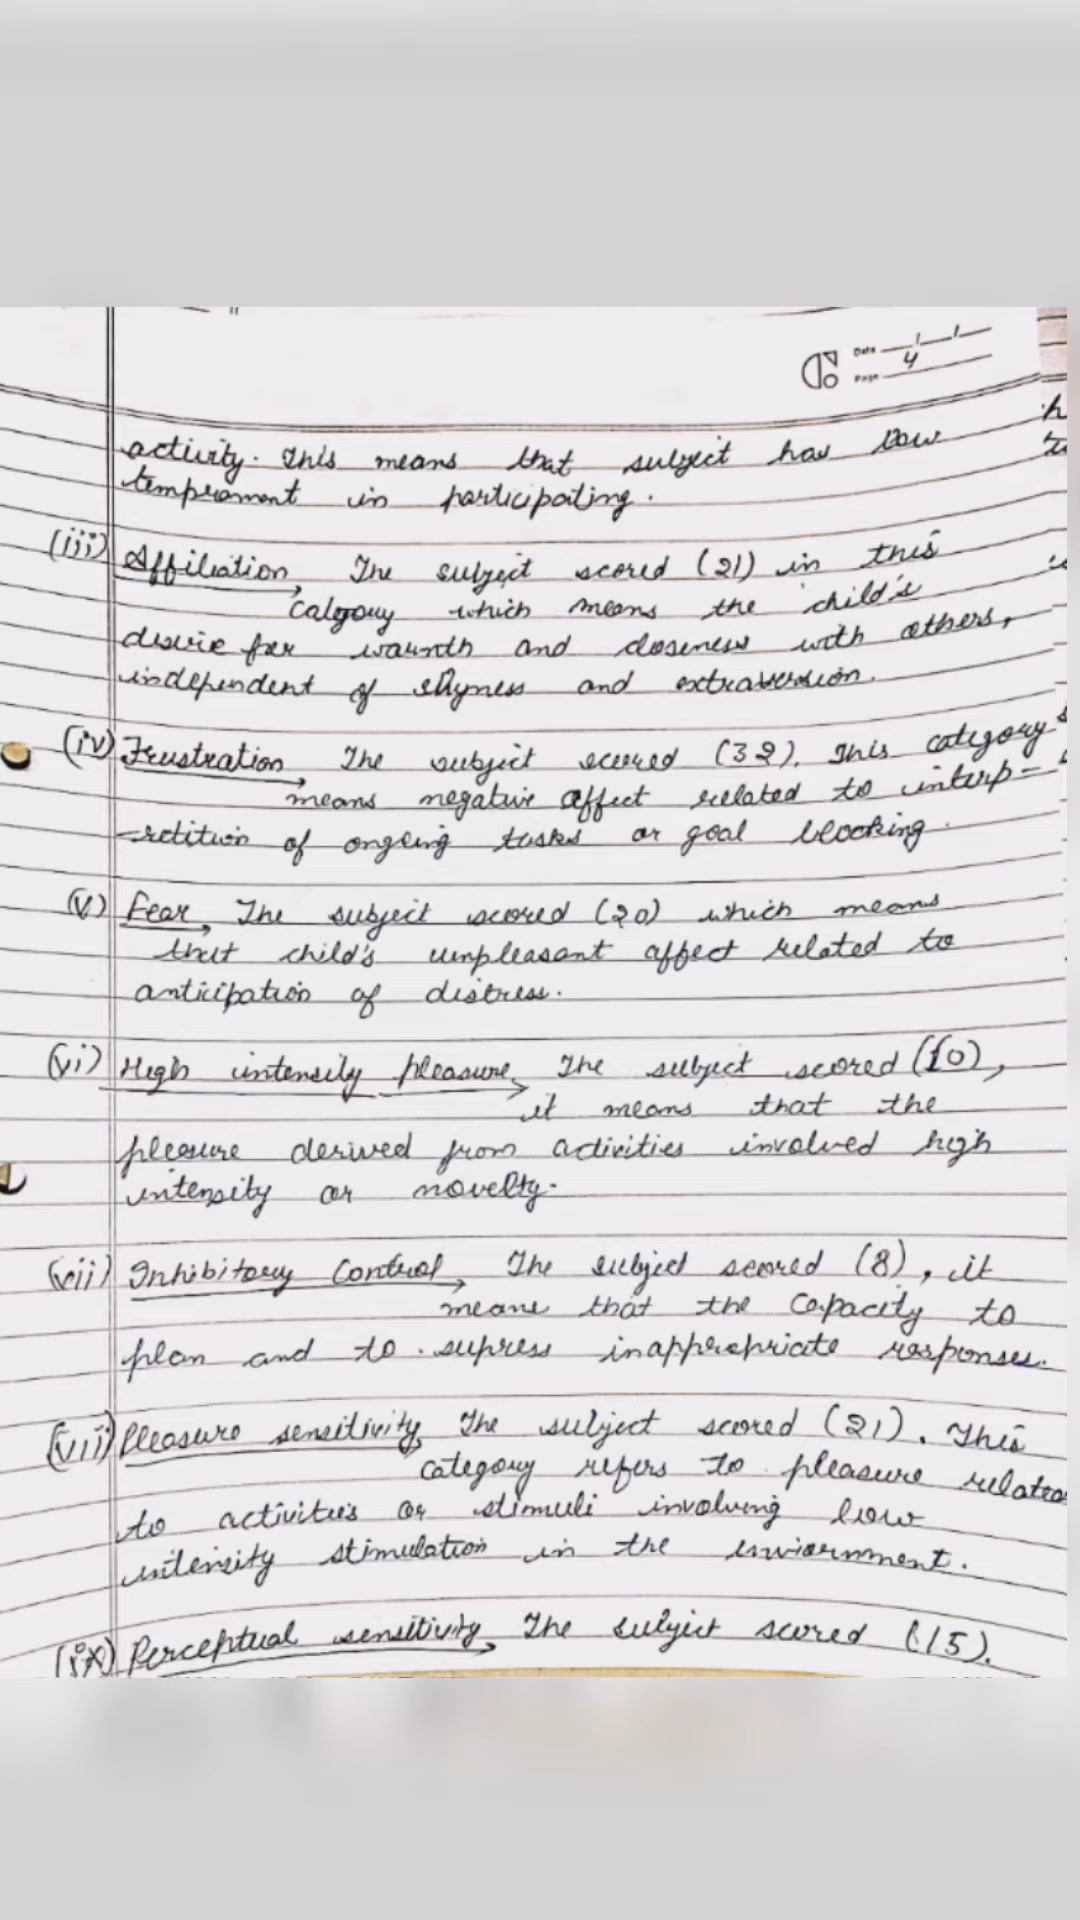 Date / /
Page 4
activity. This means that subject has low
temprament in participating.
(iii) Affiliation, The subject scored (21) in this
Calgouy which means the child's
desire for warmth and closeness with others,
independent of shyness and extraversion.
(iv) Frustration The subject scored (32). This category
means negative affect related to interp-
-retition of ongoing tasks or goal blocking.
(v) Fear, The subject scored (20) which means
that child's unpleasant affect related to
anticipation of distress.
(vi) High intensily pleasure, The subject scored (10),
it means that the
pleasure derived from activities involved high
intensity or novelty.
(vii) Inhibitory Control The subject scored (8), it
means that the Capacity to
plan and to supress inappropriate responses.
(viii) Pleasure sensitivity, The subject scored (21). This
category refers to pleasure related
to activities or stimuli involving low
intensity stimulation in the enviornment.
(ix) Perceptual sensitivity, The subject scored (15).